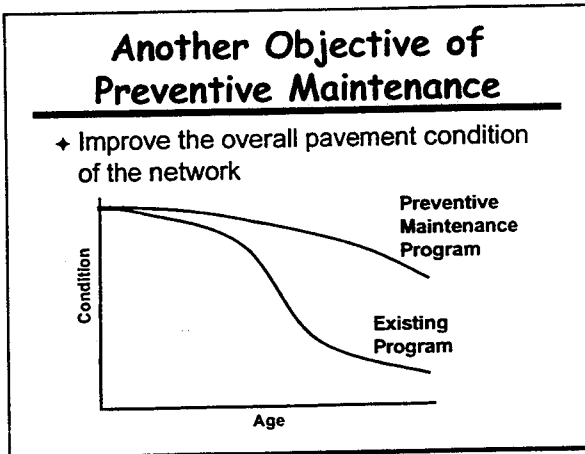 Another Objective of
Preventive Maintenance
✦ Improve the overall pavement condition
of the network
Preventive
Maintenance
Program
Condition
Existing
Program
Age